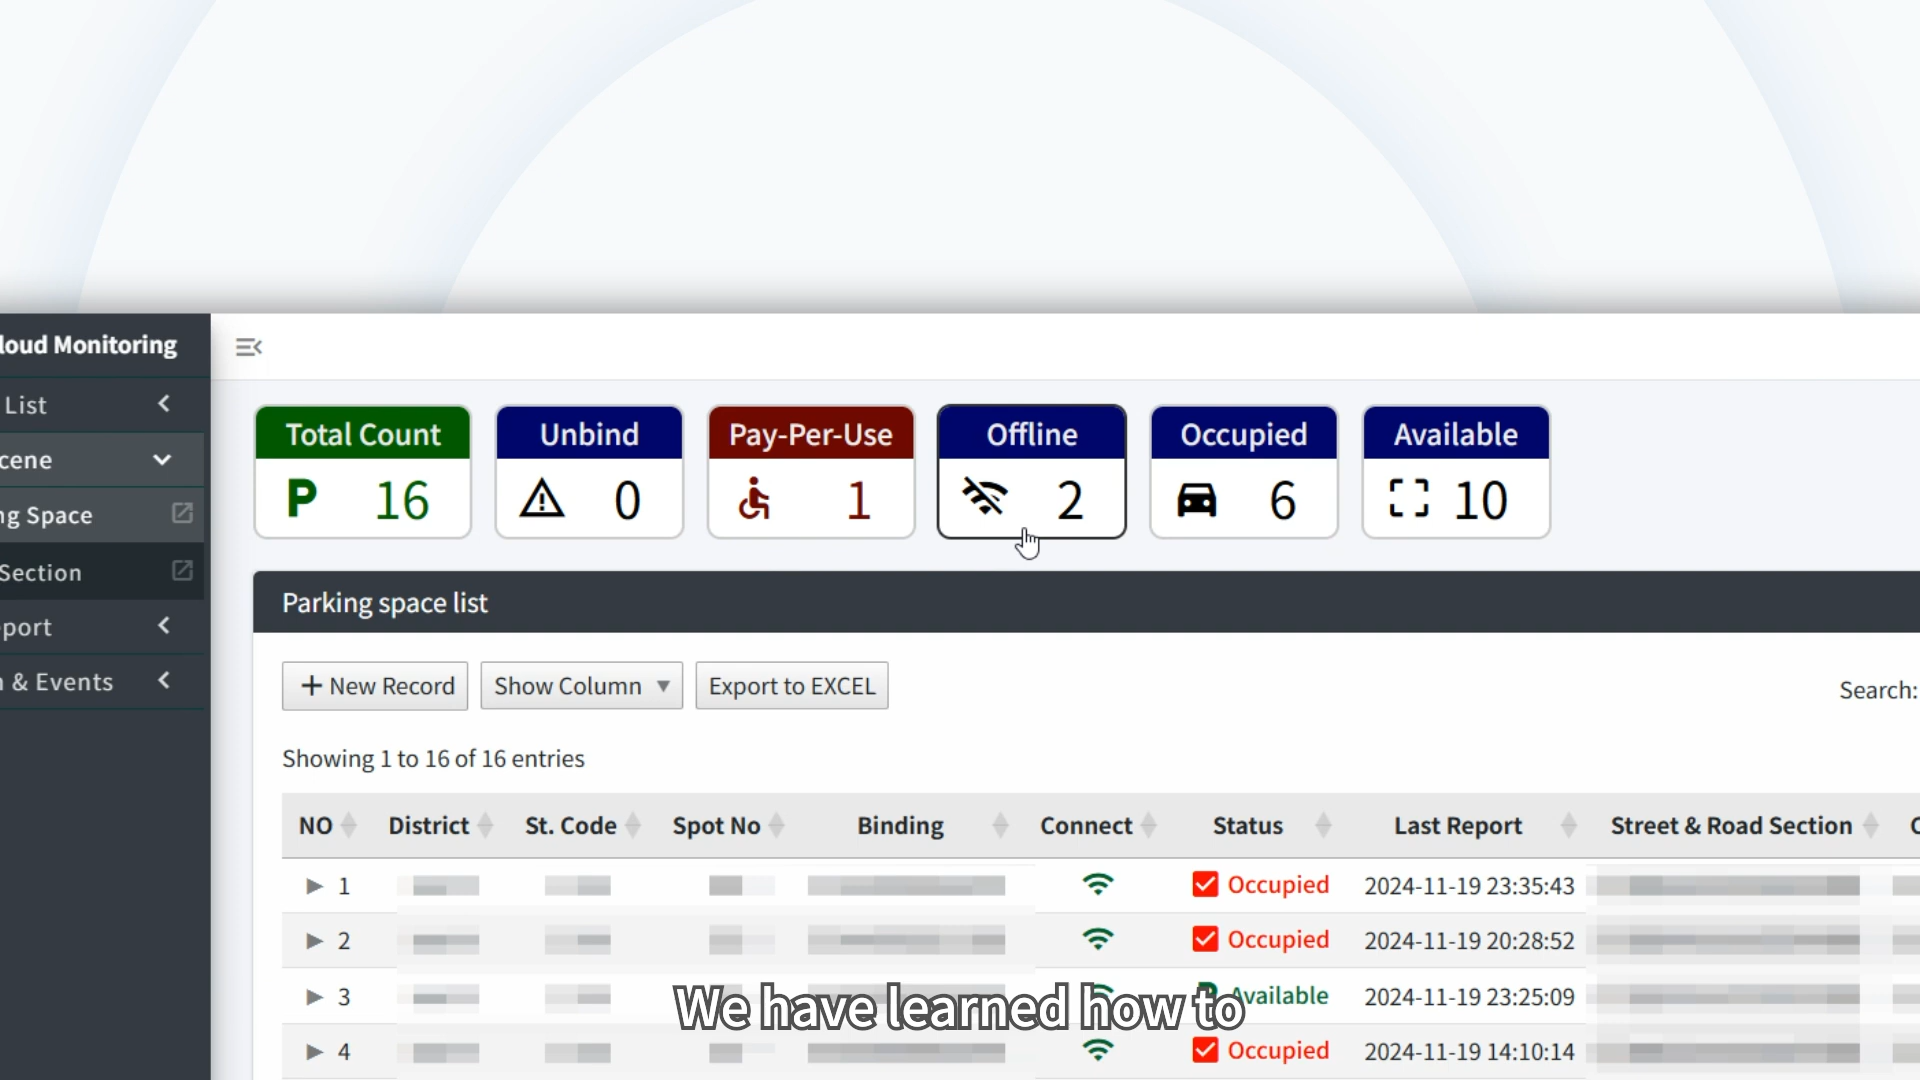 loud Monitoring
List
cene
ng Space
Section
port
& Events
Total Count
P 16
Unbind
0
Pay-Per-Use
1
Offline
2
Occupied
6
Available
10
Parking space list
+ New Record
Show Column
Export to EXCEL
Search:
Showing 1 to 16 of 16 entries
NO District St. Code Spot No Binding Connect Status Last Report Street & Road Section
1 Occupied 2024-11-19 23:35:43
2 Occupied 2024-11-19 20:28:52
3 Available 2024-11-19 23:25:09
4 Occupied 2024-11-19 14:10:14
We have learned how to